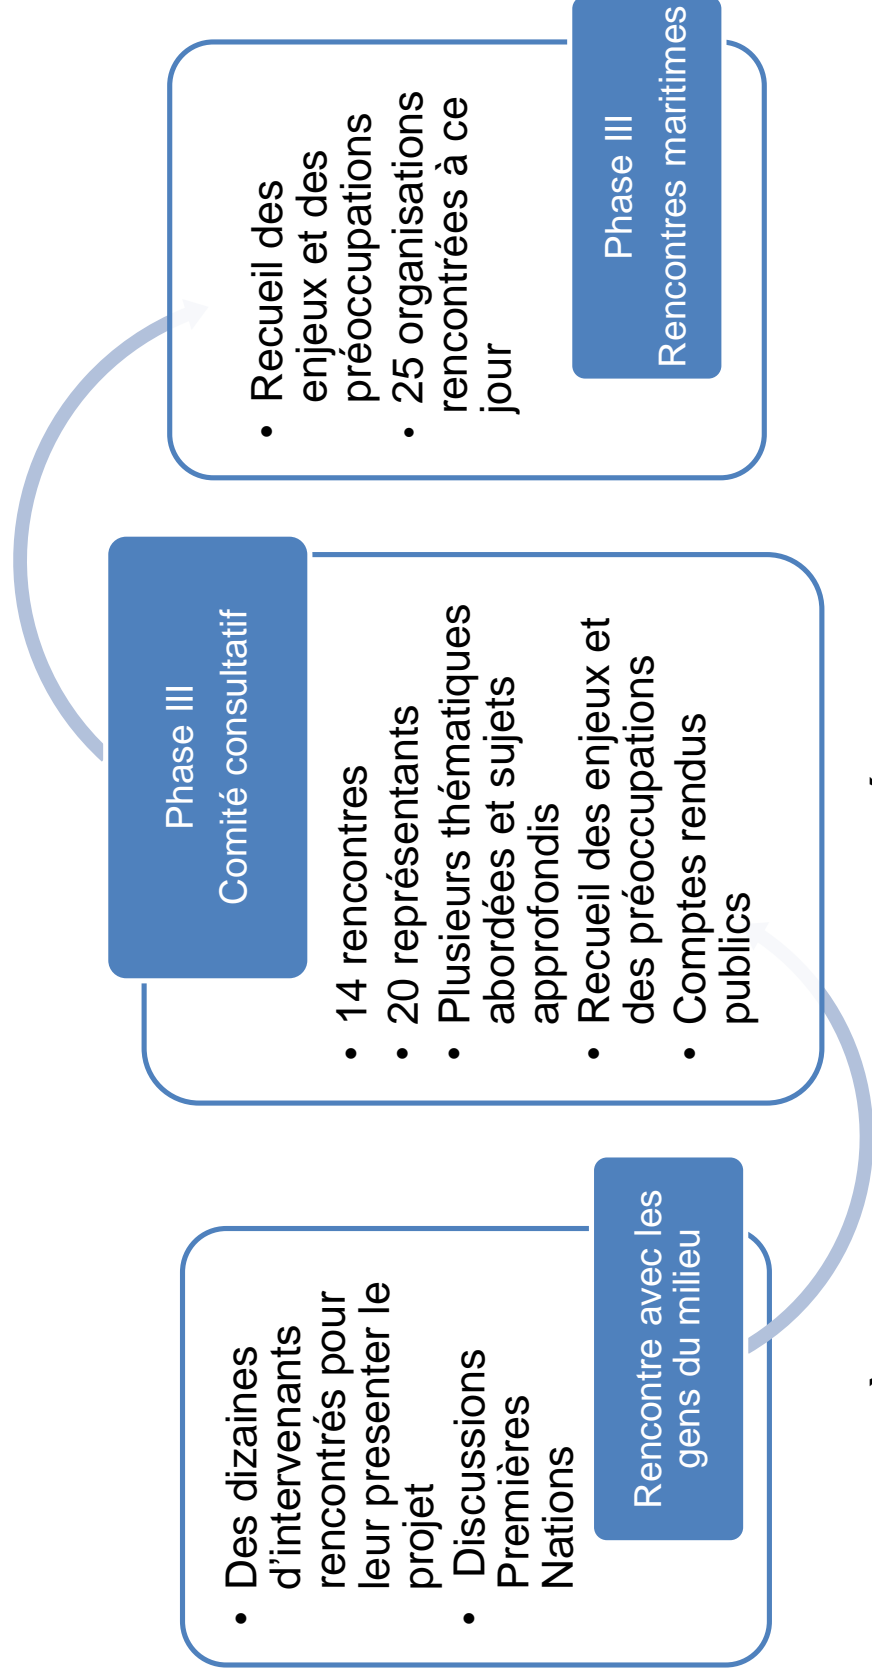 • Des dizaines
d’intervenants
rencontrés pour
leur presenter le
projet
• Discussions
Premières
Nations
Rencontre avec les
gens du milieu
Phase III
Comité consultatif
• 14 rencontres
• 20 représentants
• Plusieurs thématiques
abordées et sujets
approfondis
• Recueil des enjeux et
des préoccupations
• Comptes rendus
publics
• Recueil des
enjeux et des
préoccupations
• 25 organisations
rencontrées à ce
jour
Phase III
Rencontres maritimes